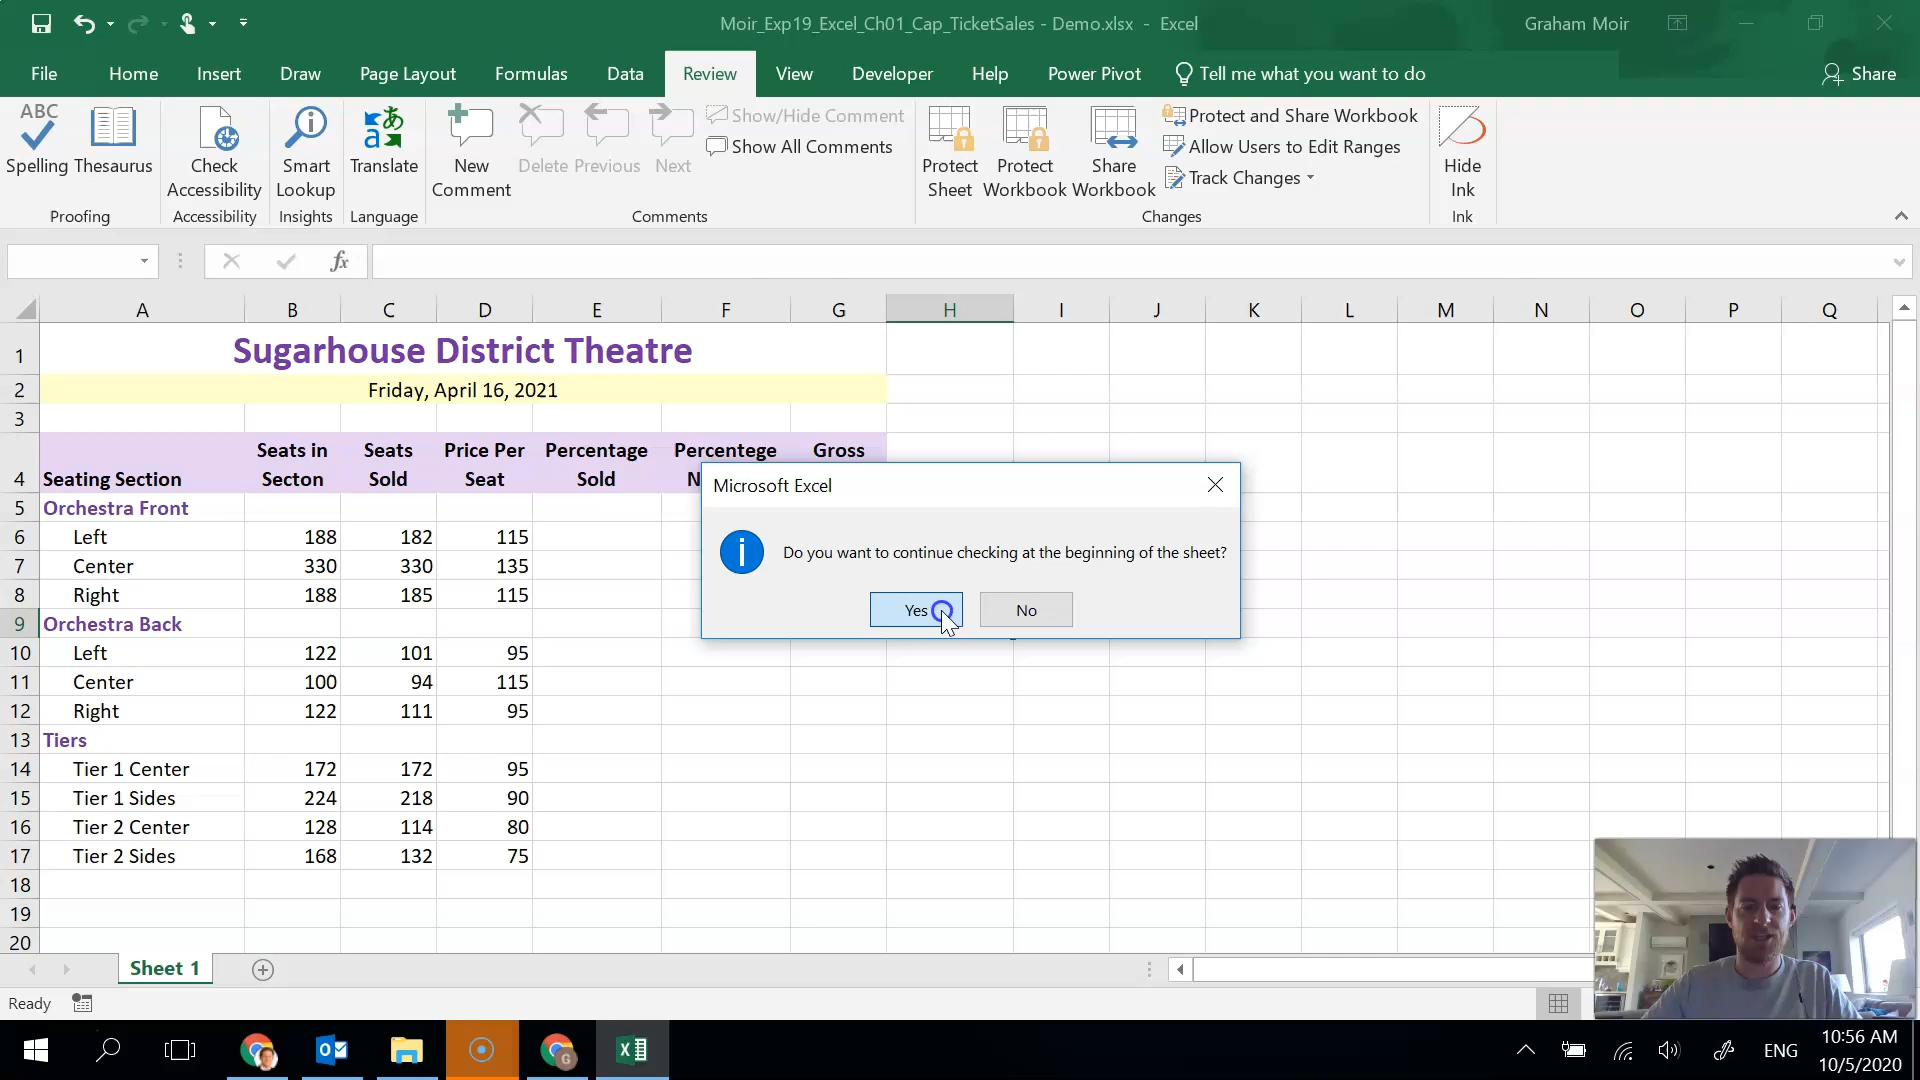 Moir_Exp19_Excel_Ch01_Cap_TicketSales - Demo.xlsx - Excel
Graham Moir
File Home Insert Draw Page Layout Formulas Data Review View Developer Help Power Pivot Tell me what you want to do Share
ABC
Spelling Thesaurus
Proofing
Check
Accessibility
Accessibility
Smart
Lookup
Insights
Translate
Language
New
Comment
Delete Previous Next
Show/Hide Comment
Show All Comments
Comments
Protect
Sheet
Protect
Workbook
Share
Workbook
Protect and Share Workbook
Allow Users to Edit Ranges
Track Changes
Changes
Hide
Ink
Ink
fx
A B C D E F G H I J K L M N O P Q
1 Sugarhouse District Theatre
2 Friday, April 16, 2021
3
Seats in Seats Price Per Percentage Percentege Gross
4 Seating Section Secton Sold Seat Sold N
5 Orchestra Front
6 Left 188 182 115
7 Center 330 330 135
8 Right 188 185 115
9 Orchestra Back
10 Left 122 101 95
11 Center 100 94 115
12 Right 122 111 95
13 Tiers
14 Tier 1 Center 172 172 95
15 Tier 1 Sides 224 218 90
16 Tier 2 Center 128 114 80
17 Tier 2 Sides 168 132 75
18
19
20
Microsoft Excel
Do you want to continue checking at the beginning of the sheet?
Yes No
Sheet 1
Ready
G
ENG
10:56 AM
10/5/2020